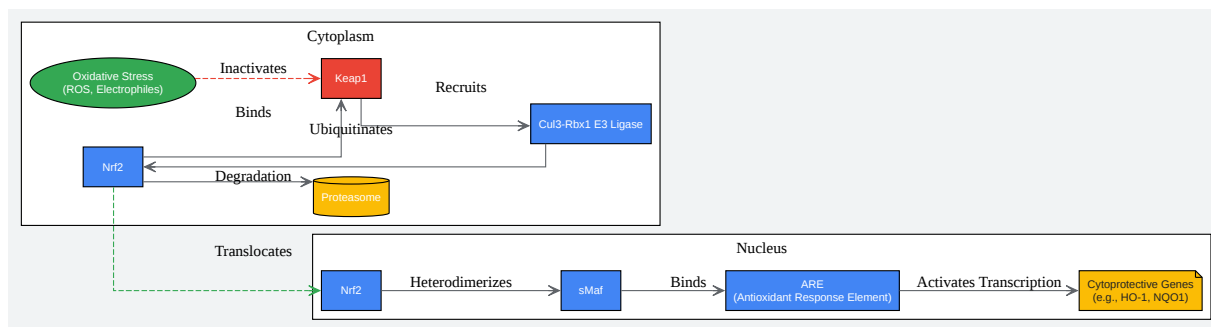 Cytoplasm
Oxidative Stress
(ROS, Electrophiles)
Inactivates
Keap1
Recruits
Binds
Ubiquitinates
Cul3-Rbx1 E3 Ligase
Nrf2
Degradation
Proteasome
Translocates
Nucleus
Nrf2
Heterodimerizes
sMaf
Binds
ARE
(Antioxidant Response Element)
Activates Transcription
Cytoprotective Genes
(e.g., HO-1, NQO1)